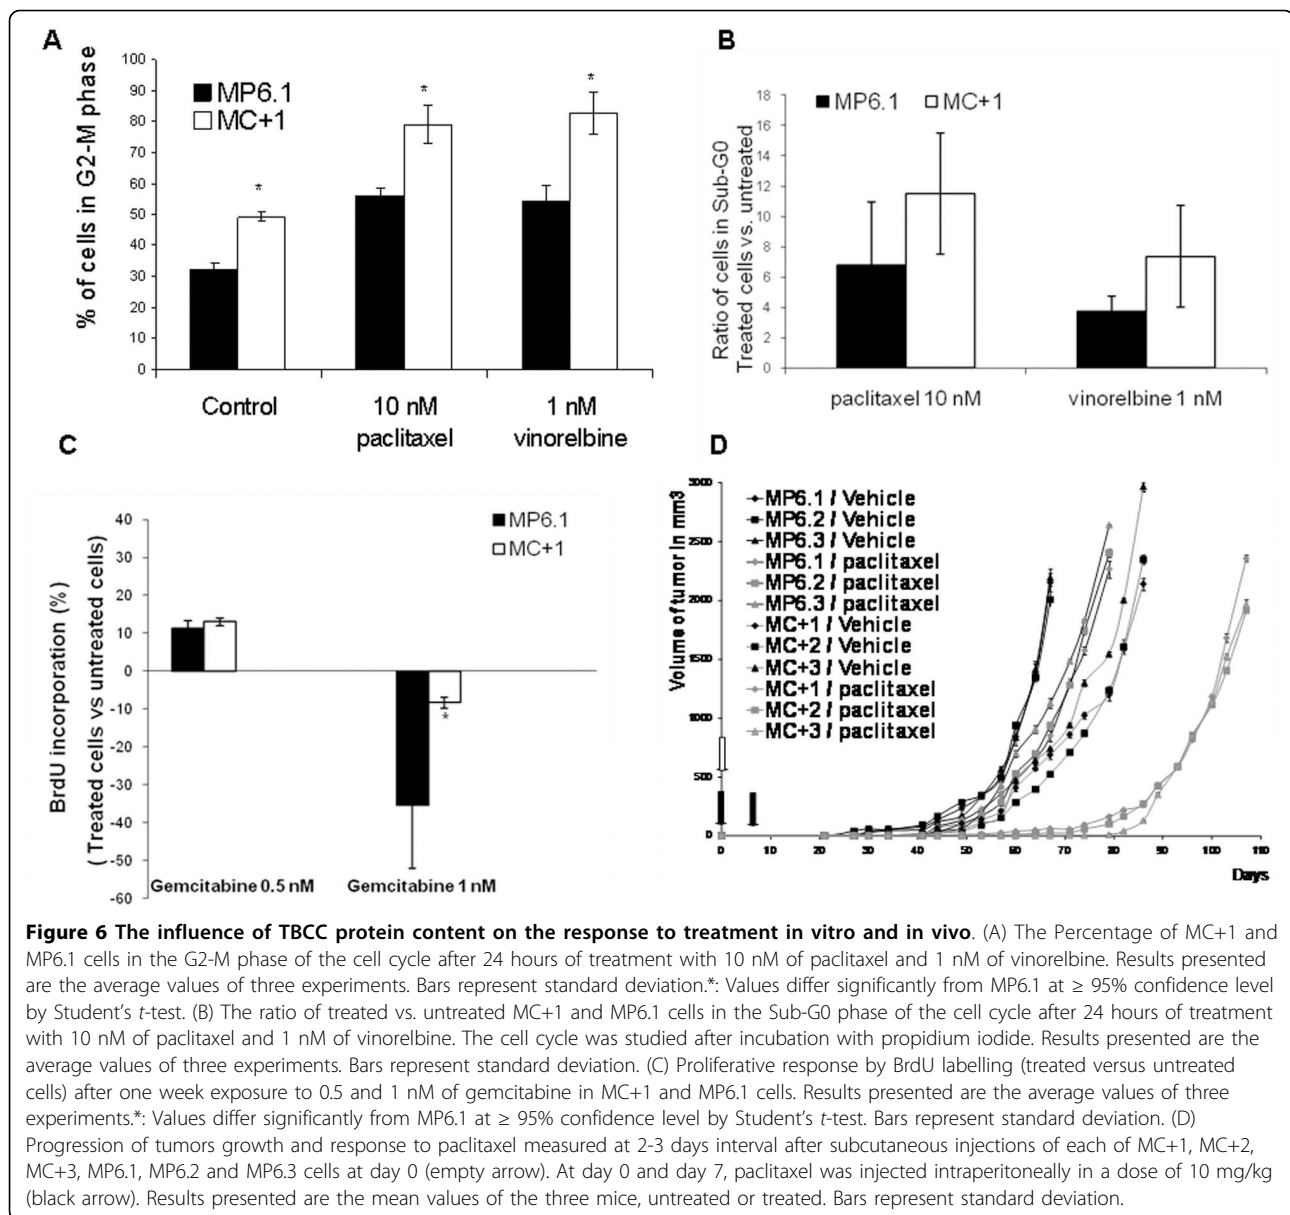 A
% of cells in G2-M phase
100
90
80
70
60
50
40
30
20
10
0
MP6.1
MC+1
*
*
*
Control
10 nM
paclitaxel
1 nM
vinorelbine
B
Ratio of cells in Sub-G0
Treated cells vs. untreated
18
16
14
12
10
8
6
4
2
0
MP6.1
MC+1
paclitaxel 10 nM
vinorelbine 1 nM
C
BrdU incorporation (%)
( Treated cells vs untreated cells)
40
30
20
10
0
-10
-20
-30
-40
-50
-60
MP6.1
MC+1
*
Gemcitabine 0.5 nM
Gemcitabine 1 nM
D
Volume of tumor in mm3
3000
2500
2000
1500
1000
500
0
MP6.1 / Vehicle
MP6.2 / Vehicle
MP6.3 / Vehicle
MP6.1 / paclitaxel
MP6.2 / paclitaxel
MP6.3 / paclitaxel
MC+1 / Vehicle
MC+2 / Vehicle
MC+3 / Vehicle
MC+1 / paclitaxel
MC+2 / paclitaxel
MC+3 / paclitaxel
0 10 20 30 40 50 60 70 80 90 100 110
Days
Figure 6 The influence of TBCC protein content on the response to treatment in vitro and in vivo. (A) The Percentage of MC+1 and
MP6.1 cells in the G2-M phase of the cell cycle after 24 hours of treatment with 10 nM of paclitaxel and 1 nM of vinorelbine. Results presented
are the average values of three experiments. Bars represent standard deviation.*: Values differ significantly from MP6.1 at ≥ 95% confidence level
by Student's t-test. (B) The ratio of treated vs. untreated MC+1 and MP6.1 cells in the Sub-G0 phase of the cell cycle after 24 hours of treatment
with 10 nM of paclitaxel and 1 nM of vinorelbine. The cell cycle was studied after incubation with propidium iodide. Results presented are the
average values of three experiments. Bars represent standard deviation. (C) Proliferative response by BrdU labelling (treated versus untreated
cells) after one week exposure to 0.5 and 1 nM of gemcitabine in MC+1 and MP6.1 cells. Results presented are the average values of three
experiments.*: Values differ significantly from MP6.1 at ≥ 95% confidence level by Student's t-test. Bars represent standard deviation. (D)
Progression of tumors growth and response to paclitaxel measured at 2-3 days interval after subcutaneous injections of each of MC+1, MC+2,
MC+3, MP6.1, MP6.2 and MP6.3 cells at day 0 (empty arrow). At day 0 and day 7, paclitaxel was injected intraperitoneally in a dose of 10 mg/kg
(black arrow). Results presented are the mean values of the three mice, untreated or treated. Bars represent standard deviation.